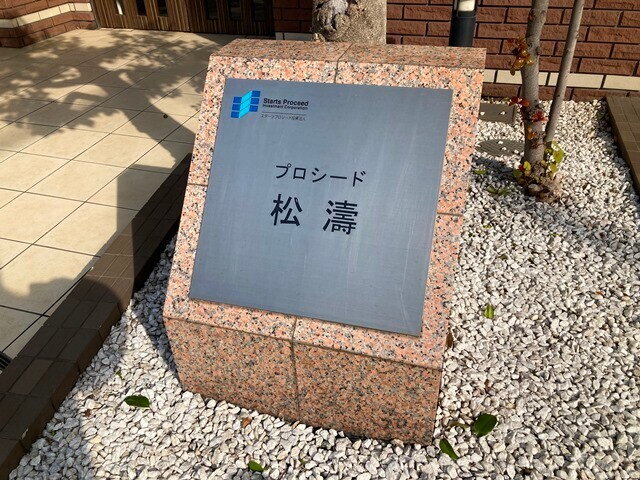 Starts Proceed
Investment Corporation
スターツプロシード投資法人
プロシード
松濤